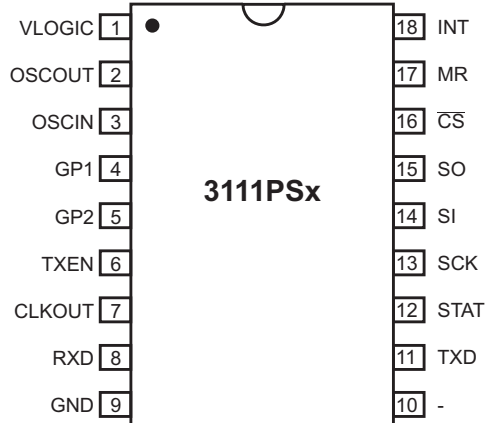 VLOGIC 1 18 INT
OSCOUT 2 17 MR
OSCIN 3 16 C̅S̅
GP1 4 15 SO
3111PSx
GP2 5 14 SI
TXEN 6 13 SCK
CLKOUT 7 12 STAT
RXD 8 11 TXD
GND 9 10 -